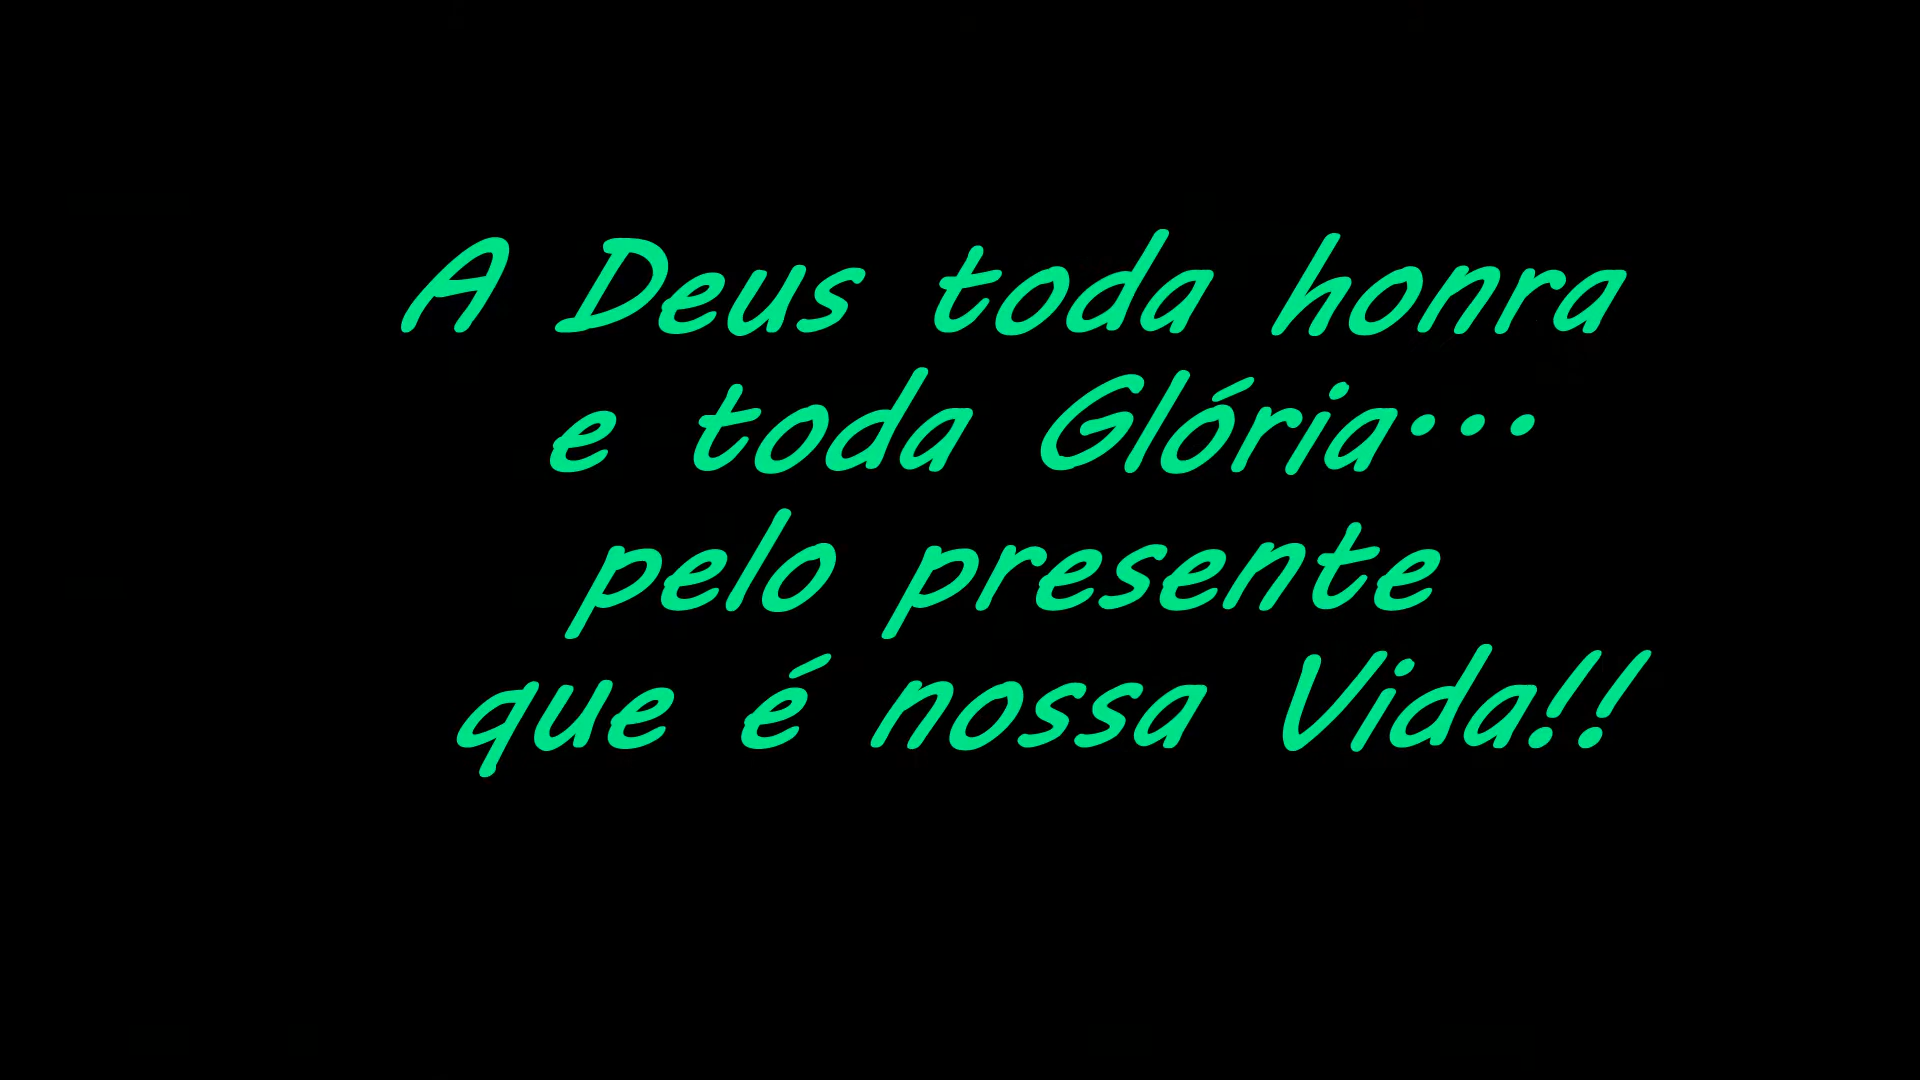 A Deus toda honra
e toda Glória...
pelo presente
que é nossa Vida!!